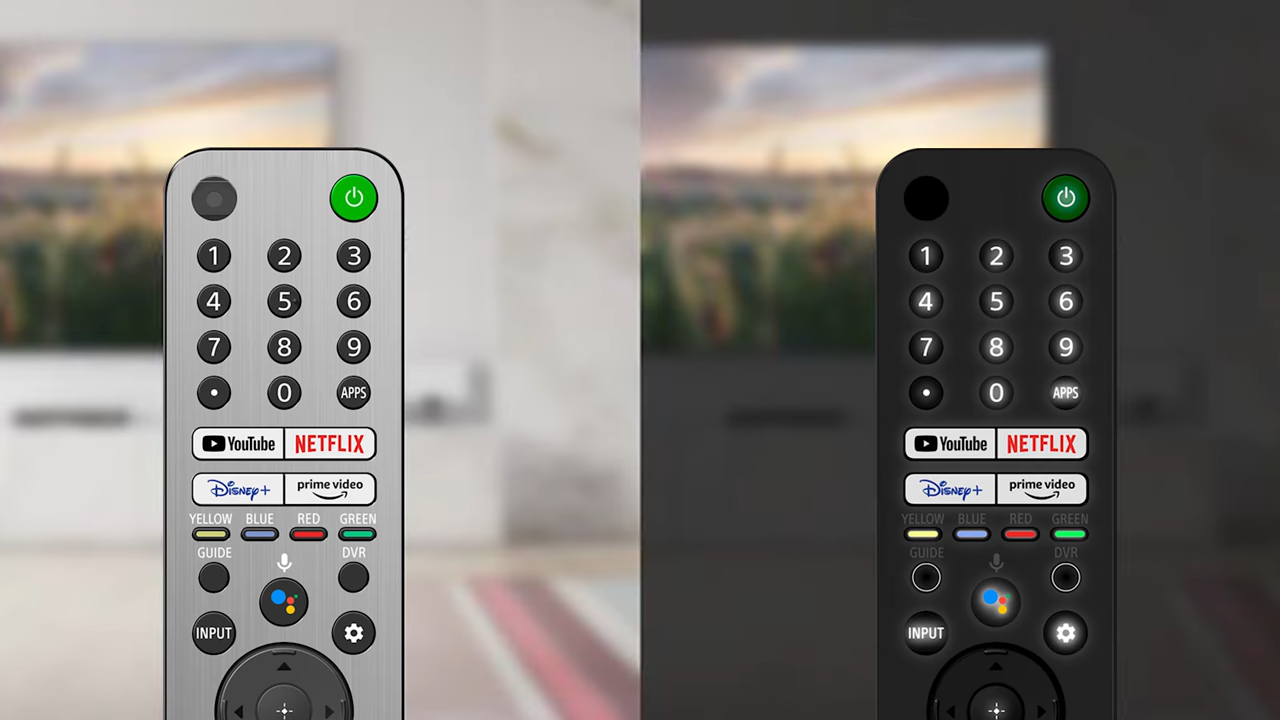 1 2 3
4 5 6
7 8 9
• 0 APPS
YouTube NETFLIX
Disney+ prime video
YELLOW BLUE RED GREEN
GUIDE DVR
INPUT
1 2 3
4 5 6
7 8 9
• 0 APPS
YouTube NETFLIX
Disney+ prime video
YELLOW BLUE RED GREEN
GUIDE DVR
INPUT